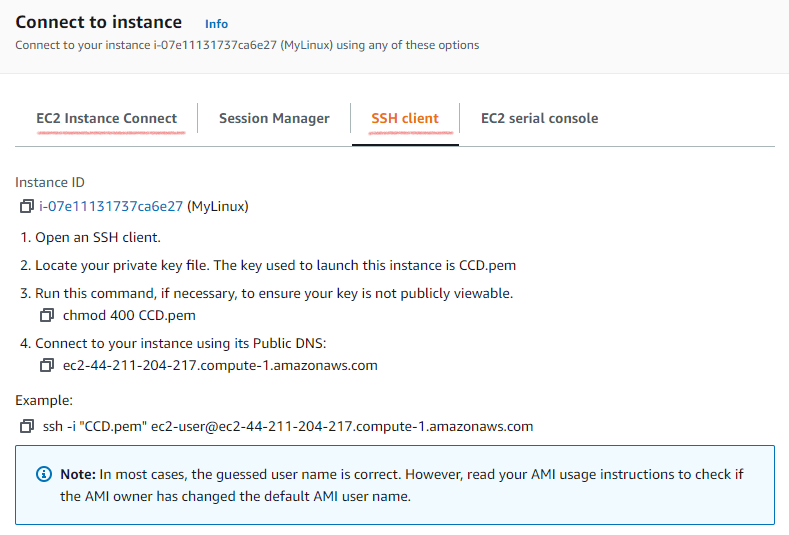 Connect to instance Info
Connect to your instance i-07e11131737ca6e27 (MyLinux) using any of these options
EC2 Instance Connect Session Manager SSH client EC2 serial console
Instance ID
i-07e11131737ca6e27 (MyLinux)
1. Open an SSH client.
2. Locate your private key file. The key used to launch this instance is CCD.pem
3. Run this command, if necessary, to ensure your key is not publicly viewable.
chmod 400 CCD.pem
4. Connect to your instance using its Public DNS:
ec2-44-211-204-217.compute-1.amazonaws.com
Example:
ssh -i "CCD.pem" ec2-user@ec2-44-211-204-217.compute-1.amazonaws.com
Note: In most cases, the guessed user name is correct. However, read your AMI usage instructions to check if
the AMI owner has changed the default AMI user name.